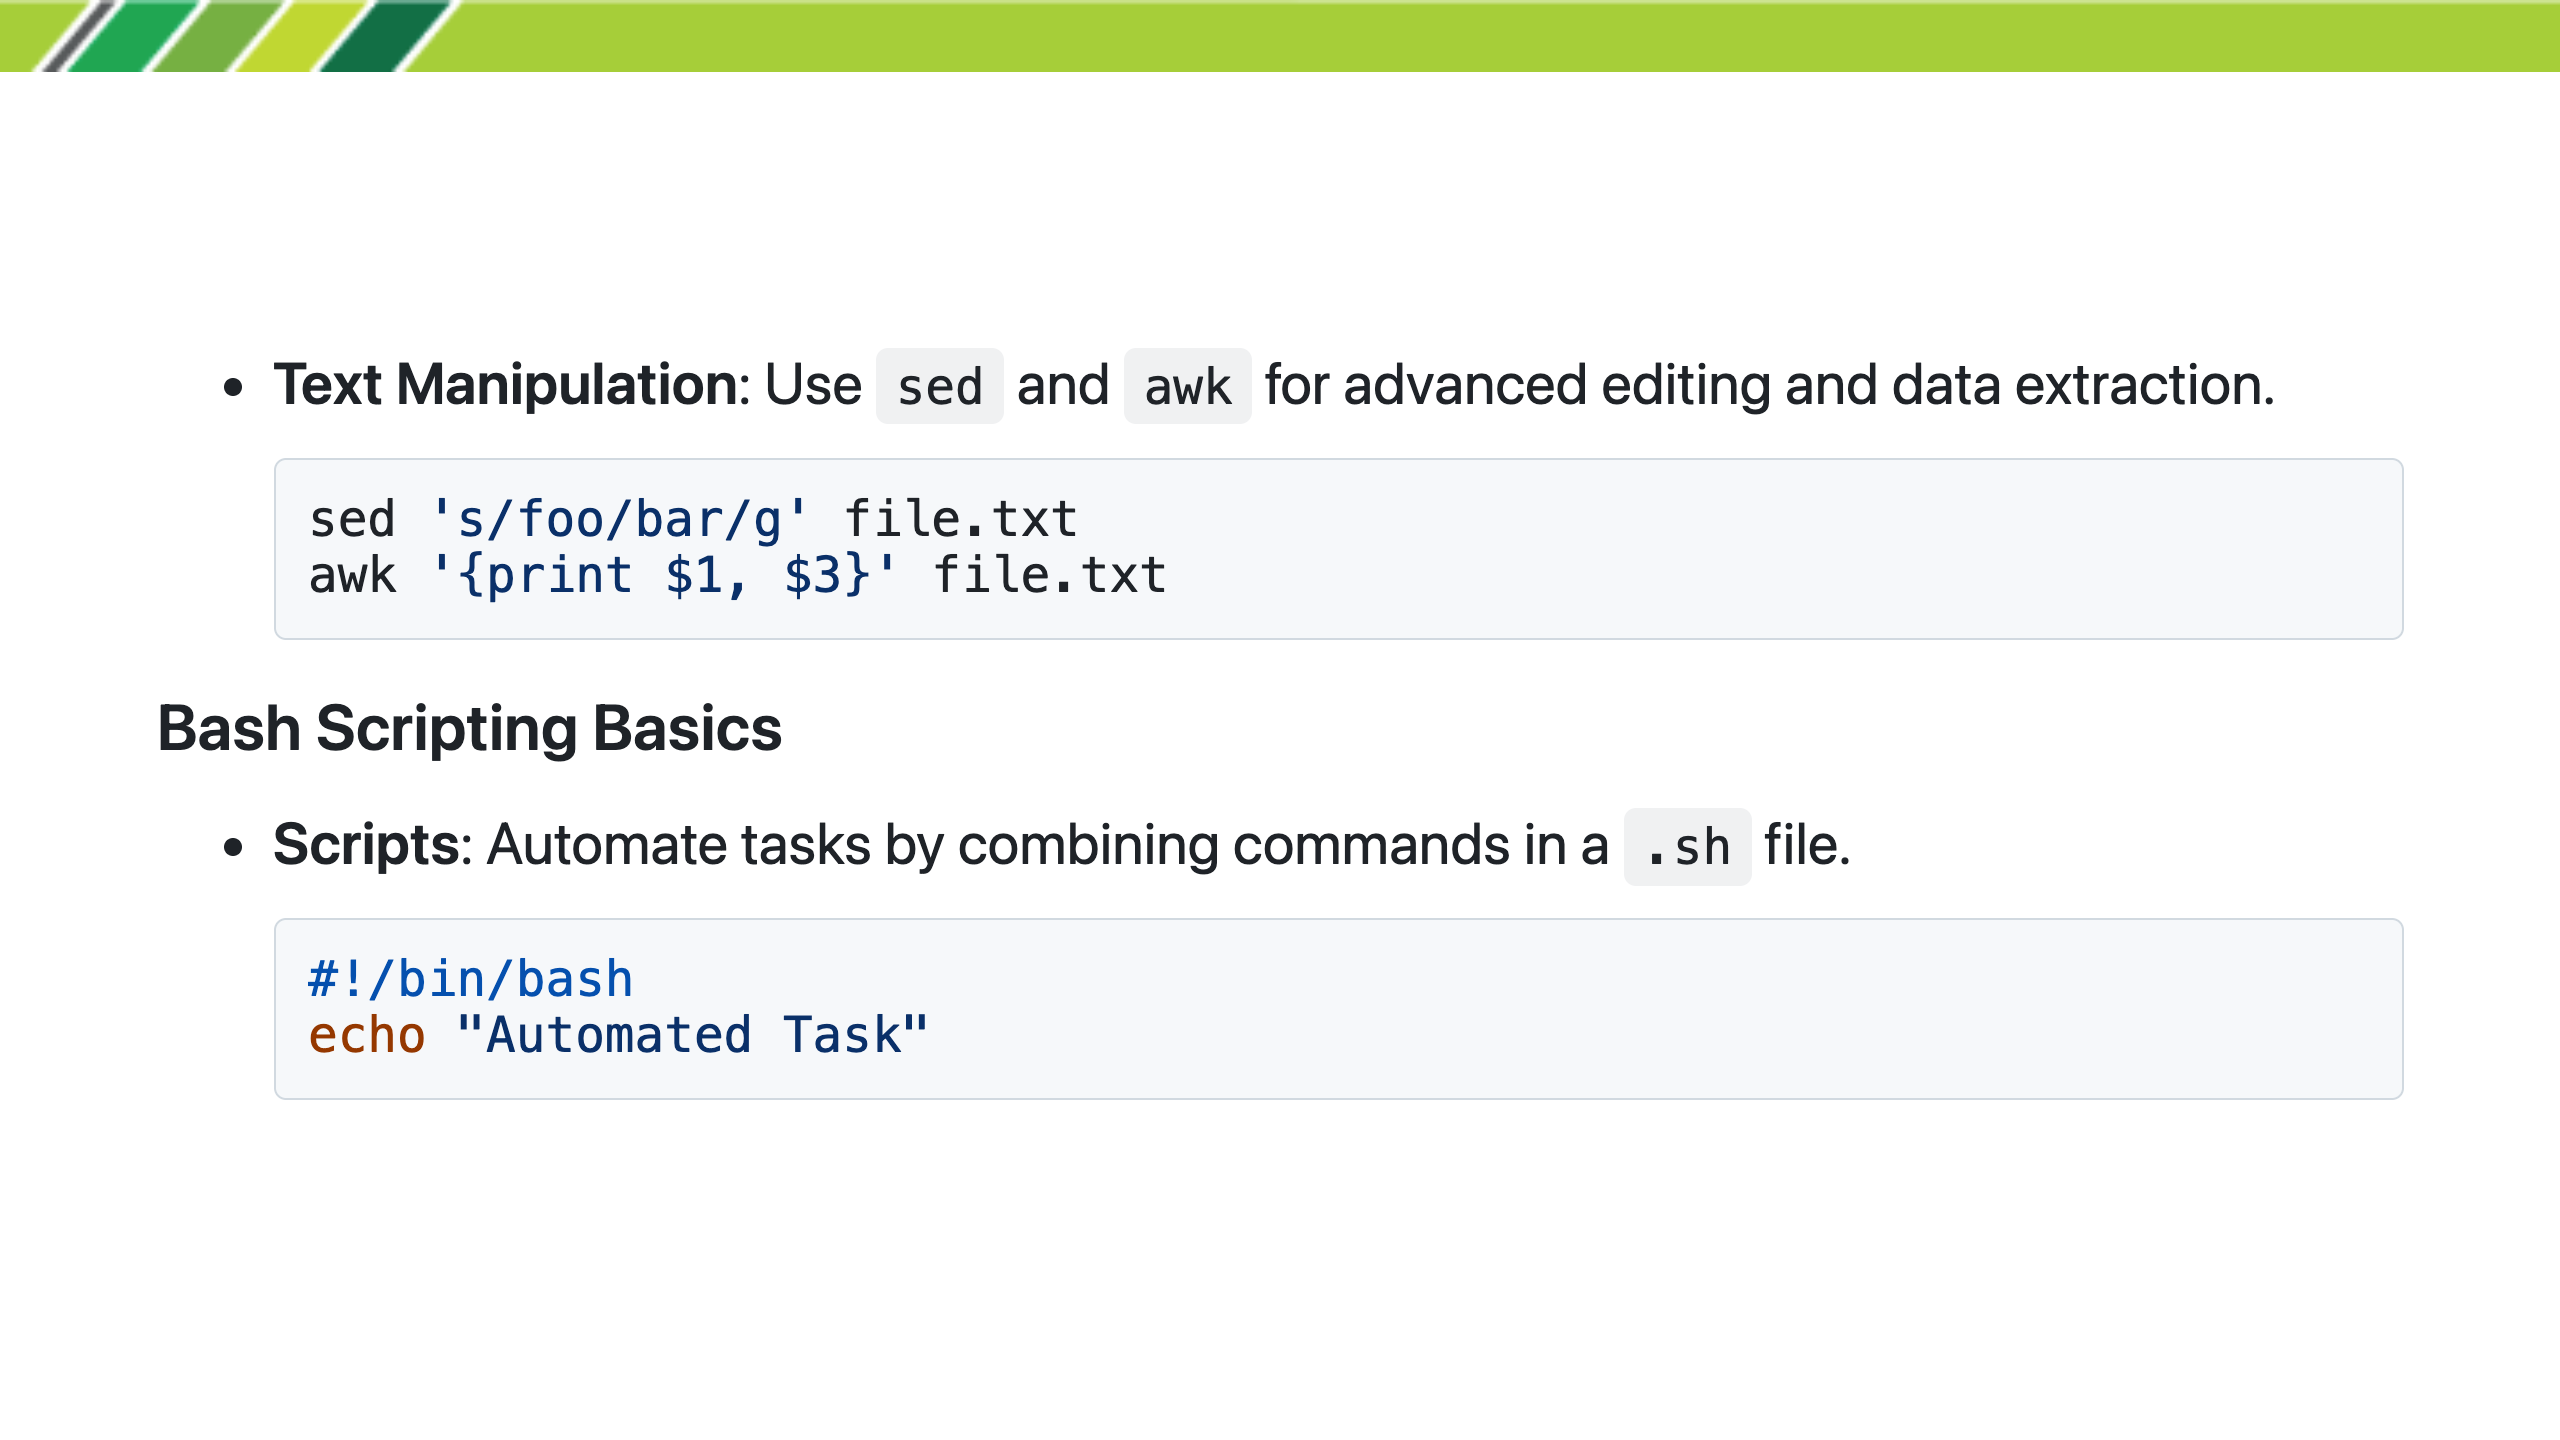 • Text Manipulation: Use sed and awk for advanced editing and data extraction.
sed 's/foo/bar/g' file.txt
awk '{print $1, $3}' file.txt
Bash Scripting Basics
• Scripts: Automate tasks by combining commands in a .sh file.
#!/bin/bash
echo "Automated Task"